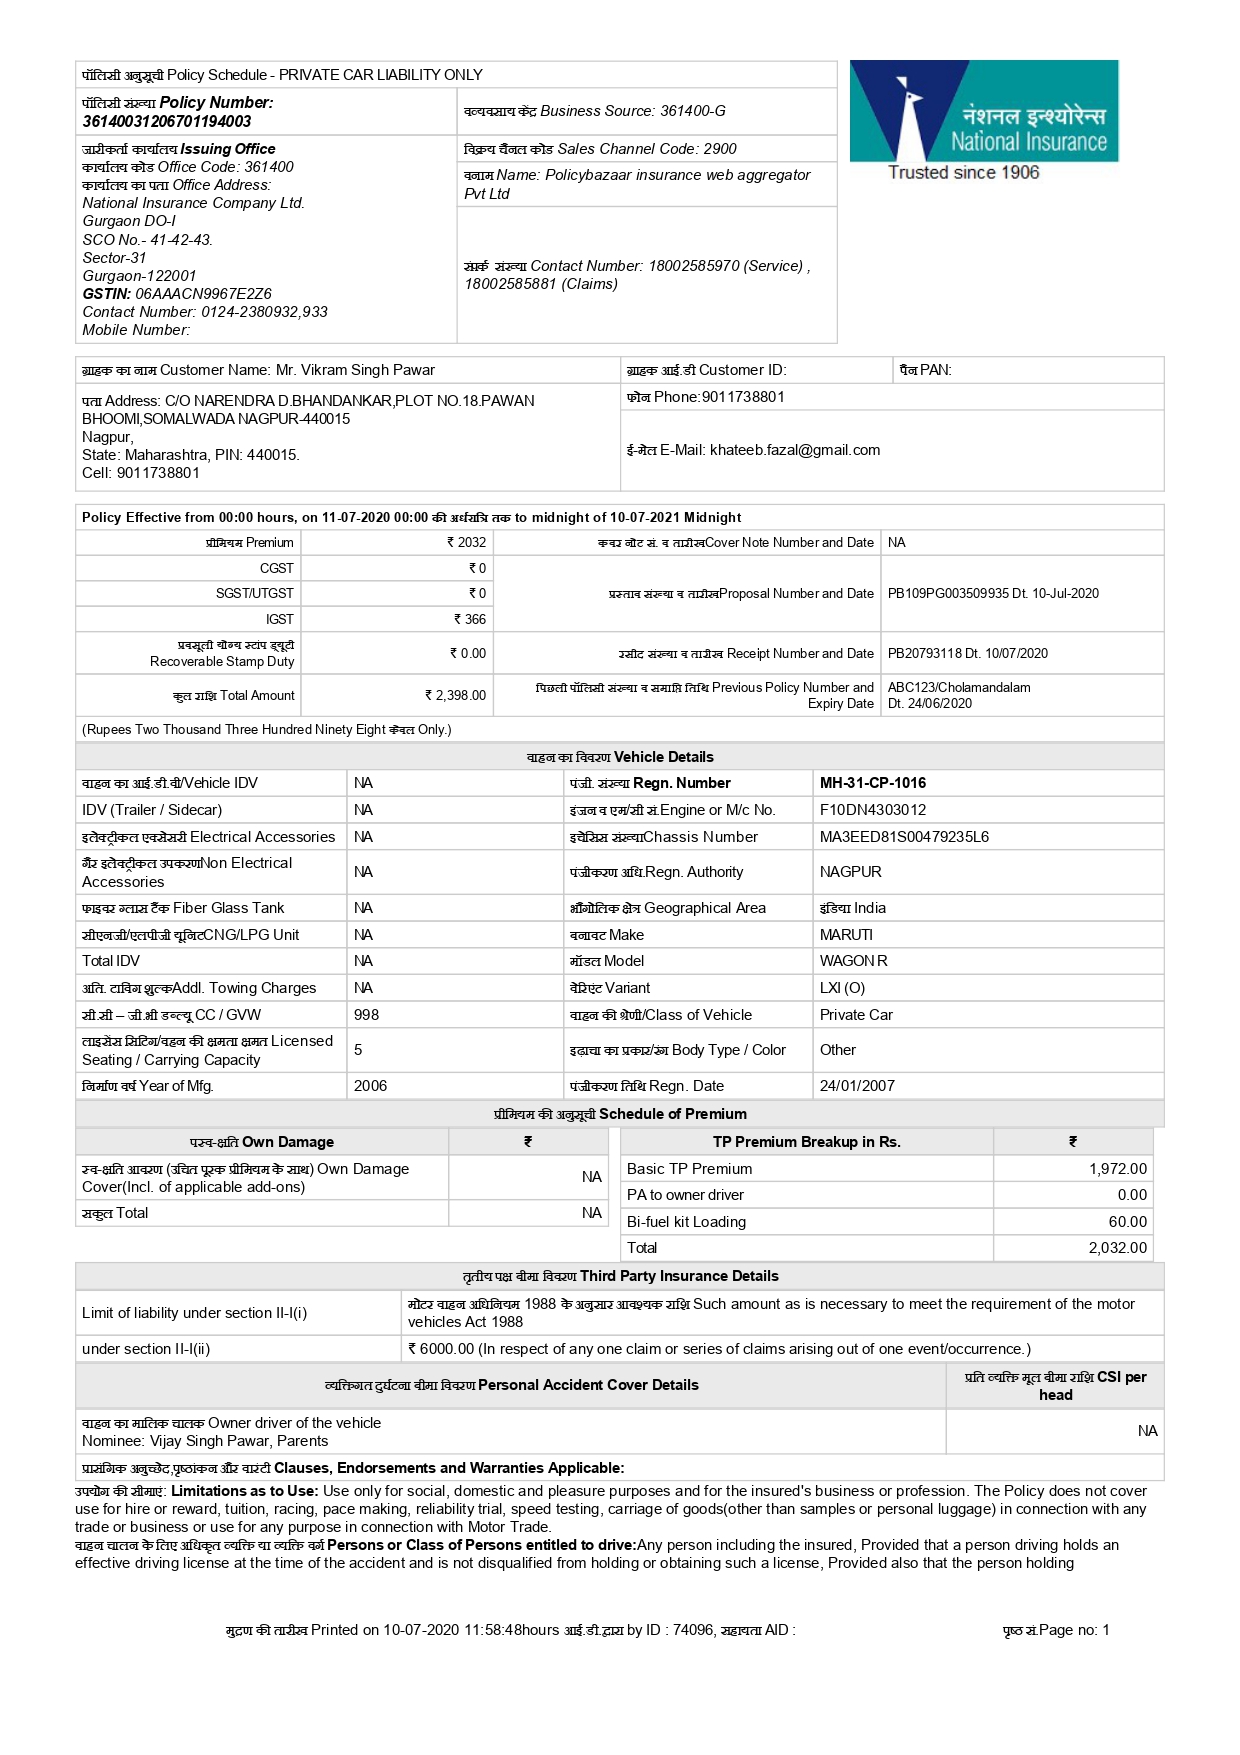 पॉलिसी अनुसूची Policy Schedule - PRIVATE CAR LIABILITY ONLY
पॉलिसी संख्या Policy Number:
36140031206701194003
व्यवसाय केंद्र Business Source: 361400-G
नेशनल इन्श्योरेन्स
National Insurance
Trusted since 1906
जारीकर्ता कार्यालय Issuing Office
कार्यालय कोड Office Code: 361400
कार्यालय का पता Office Address:
National Insurance Company Ltd.
Gurgaon DO-I
SCO No.- 41-42-43.
Sector-31
Gurgaon-122001
GSTIN: 06AAACN9967E2Z6
Contact Number: 0124-2380932,933
Mobile Number:
विक्रय चैनल कोड Sales Channel Code: 2900
बनाम Name: Policybazaar insurance web aggregator
Pvt Ltd
संपर्क संख्या Contact Number: 18002585970 (Service) ,
18002585881 (Claims)
ग्राहक का नाम Customer Name: Mr. Vikram Singh Pawar
ग्राहक आई.डी Customer ID:
पैन PAN:
पता Address: C/O NARENDRA D.BHANDANKAR,PLOT NO.18.PAWAN
BHOOMI,SOMALWADA NAGPUR-440015
Nagpur,
State: Maharashtra, PIN: 440015.
Cell: 9011738801
फोन Phone:9011738801
ई-मेल E-Mail: khateeb.fazal@gmail.com
Policy Effective from 00:00 hours, on 11-07-2020 00:00 की अर्धरात्रि तक to midnight of 10-07-2021 Midnight
प्रीमियम Premium ₹ 2032 कवर नोट सं. व तारीखCover Note Number and Date NA
CGST ₹ 0
SGST/UTGST ₹ 0 प्रस्ताव संख्या व तारीखProposal Number and Date PB109PG003509935 Dt. 10-Jul-2020
IGST ₹ 366
प्रवसूली योग्य स्टांप ड्यूटी
Recoverable Stamp Duty ₹ 0.00 रसीद संख्या व तारीख Receipt Number and Date PB20793118 Dt. 10/07/2020
कुल राशि Total Amount ₹ 2,398.00 पिछली पॉलिसी संख्या व समाप्ति तिथि Previous Policy Number and
Expiry Date
ABC123/Cholamandalam
Dt. 24/06/2020
(Rupees Two Thousand Three Hundred Ninety Eight केवल Only.)
वाहन का विवरण Vehicle Details
वाहन का आई.डी.वी/Vehicle IDV NA पंजी. संख्या Regn. Number MH-31-CP-1016
IDV (Trailer / Sidecar) NA इंजन व एम/सी सं.Engine or M/c No. F10DN4303012
इलेक्ट्रीकल एक्सेसरी Electrical Accessories NA इचेसिस संख्याChassis Number MA3EED81S00479235L6
गैर इलेक्ट्रीकल उपकरणNon Electrical
Accessories NA पंजीकरण अधि.Regn. Authority NAGPUR
फाइबर ग्लास टैंक Fiber Glass Tank NA भौगोलिक क्षेत्र Geographical Area इंडिया India
सीएनजी/एलपीजी यूनिटCNG/LPG Unit NA बनावट Make MARUTI
Total IDV NA मॉडल Model WAGON R
अति. टाविंग शुल्कAddl. Towing Charges NA वेरिएंट Variant LXI (O)
सी.सी – जी.भी डब्ल्यू CC / GVW 998 वाहन की श्रेणी/Class of Vehicle Private Car
लाइसेंस सिटिंग/वहन की क्षमता क्षमत Licensed
Seating / Carrying Capacity 5 इढ़ाचा का प्रकार/रंग Body Type / Color Other
निर्माण वर्ष Year of Mfg. 2006 पंजीकरण तिथि Regn. Date 24/01/2007
प्रीमियम की अनुसूची Schedule of Premium
परस्व-क्षति Own Damage ₹
TP Premium Breakup in Rs. ₹
स्व-क्षति आवरण (उचित पूरक प्रीमियम के साथ) Own Damage
Cover(Incl. of applicable add-ons) NA
सकुल Total NA
Basic TP Premium 1,972.00
PA to owner driver 0.00
Bi-fuel kit Loading 60.00
Total 2,032.00
तृतीय पक्ष बीमा विवरण Third Party Insurance Details
Limit of liability under section II-I(i) मोटर वाहन अधिनियम 1988 के अनुसार आवश्यक राशि Such amount as is necessary to meet the requirement of the motor
vehicles Act 1988
under section II-I(ii) ₹ 6000.00 (In respect of any one claim or series of claims arising out of one event/occurrence.)
व्यक्तिगत दुर्घटना बीमा विवरण Personal Accident Cover Details
प्रति व्यक्ति मूल बीमा राशि CSI per
head
वाहन का मालिक चालक Owner driver of the vehicle
Nominee: Vijay Singh Pawar, Parents
NA
प्रासंगिक अनुच्छेद,पृष्ठांकन और वारंटी Clauses, Endorsements and Warranties Applicable:
उपयोग की सीमाएं: Limitations as to Use: Use only for social, domestic and pleasure purposes and for the insured's business or profession. The Policy does not cover
use for hire or reward, tuition, racing, pace making, reliability trial, speed testing, carriage of goods(other than samples or personal luggage) in connection with any
trade or business or use for any purpose in connection with Motor Trade.
वाहन चालन के लिए अधिकृत व्यक्ति या व्यक्ति वर्ग Persons or Class of Persons entitled to drive:Any person including the insured, Provided that a person driving holds an
effective driving license at the time of the accident and is not disqualified from holding or obtaining such a license, Provided also that the person holding
मुद्रण की तारीख Printed on 10-07-2020 11:58:48hours आई.डी.द्वारा by ID : 74096, सहायता AID :
पृष्ठ सं.Page no: 1